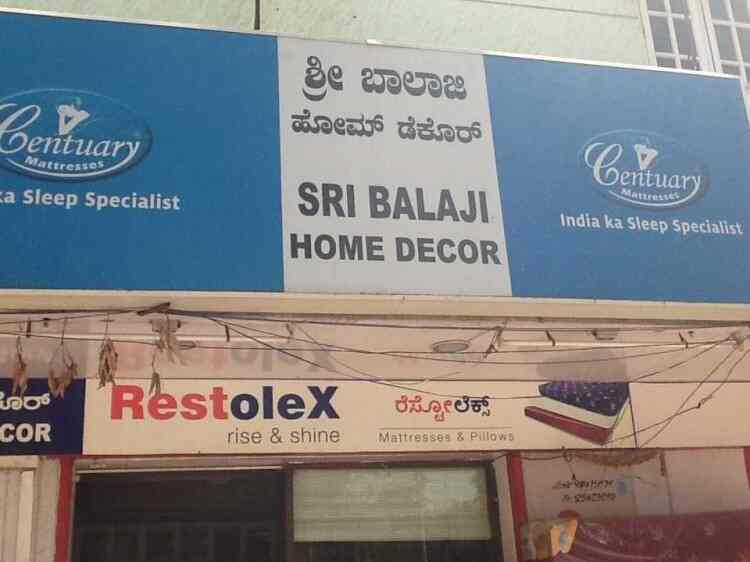 Centuary
Mattresses
ka Sleep Specialist
ಶ್ರೀ ಬಾಲಾಜಿ
ಹೋಮ್ ಡೆಕೊರ್
SRI BALAJI
HOME DECOR
Centuary
Mattresses
India ka Sleep Specialist
ಕೊರ್
COR
RestoleX
rise & shine
ರೆಸ್ಟೋಲೆಕ್ಸ್
Mattresses & Pillows